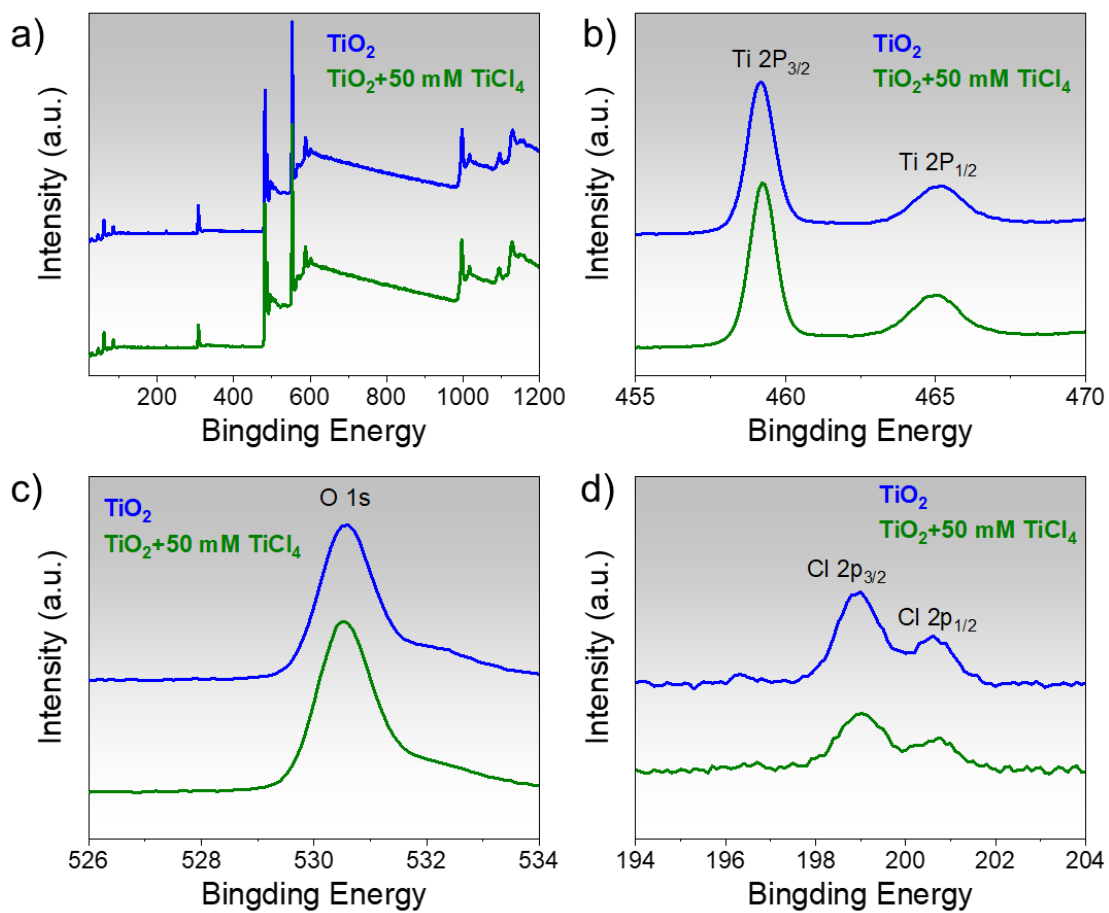 a)
TiO₂
TiO₂+50 mM TiCl₄
Intensity (a.u.)
200 400 600 800 1000 1200
Bingding Energy
b)
TiO₂
TiO₂+50 mM TiCl₄
Ti 2P₃/₂
Ti 2P₁/₂
Intensity (a.u.)
455 460 465 470
Bingding Energy
c)
O 1s
TiO₂
TiO₂+50 mM TiCl₄
Intensity (a.u.)
526 528 530 532 534
Bingding Energy
d)
TiO₂
TiO₂+50 mM TiCl₄
Cl 2p₃/₂
Cl 2p₁/₂
Intensity (a.u.)
194 196 198 200 202 204
Bingding Energy